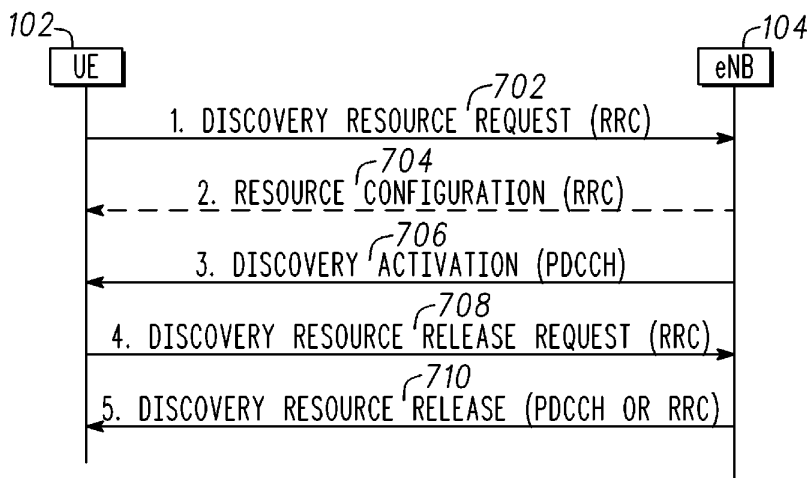 102
104
UE
eNB
702
1. DISCOVERY RESOURCE REQUEST (RRC)
704
2. RESOURCE CONFIGURATION (RRC)
706
3. DISCOVERY ACTIVATION (PDCCH)
708
4. DISCOVERY RESOURCE RELEASE REQUEST (RRC)
710
5. DISCOVERY RESOURCE RELEASE (PDCCH OR RRC)